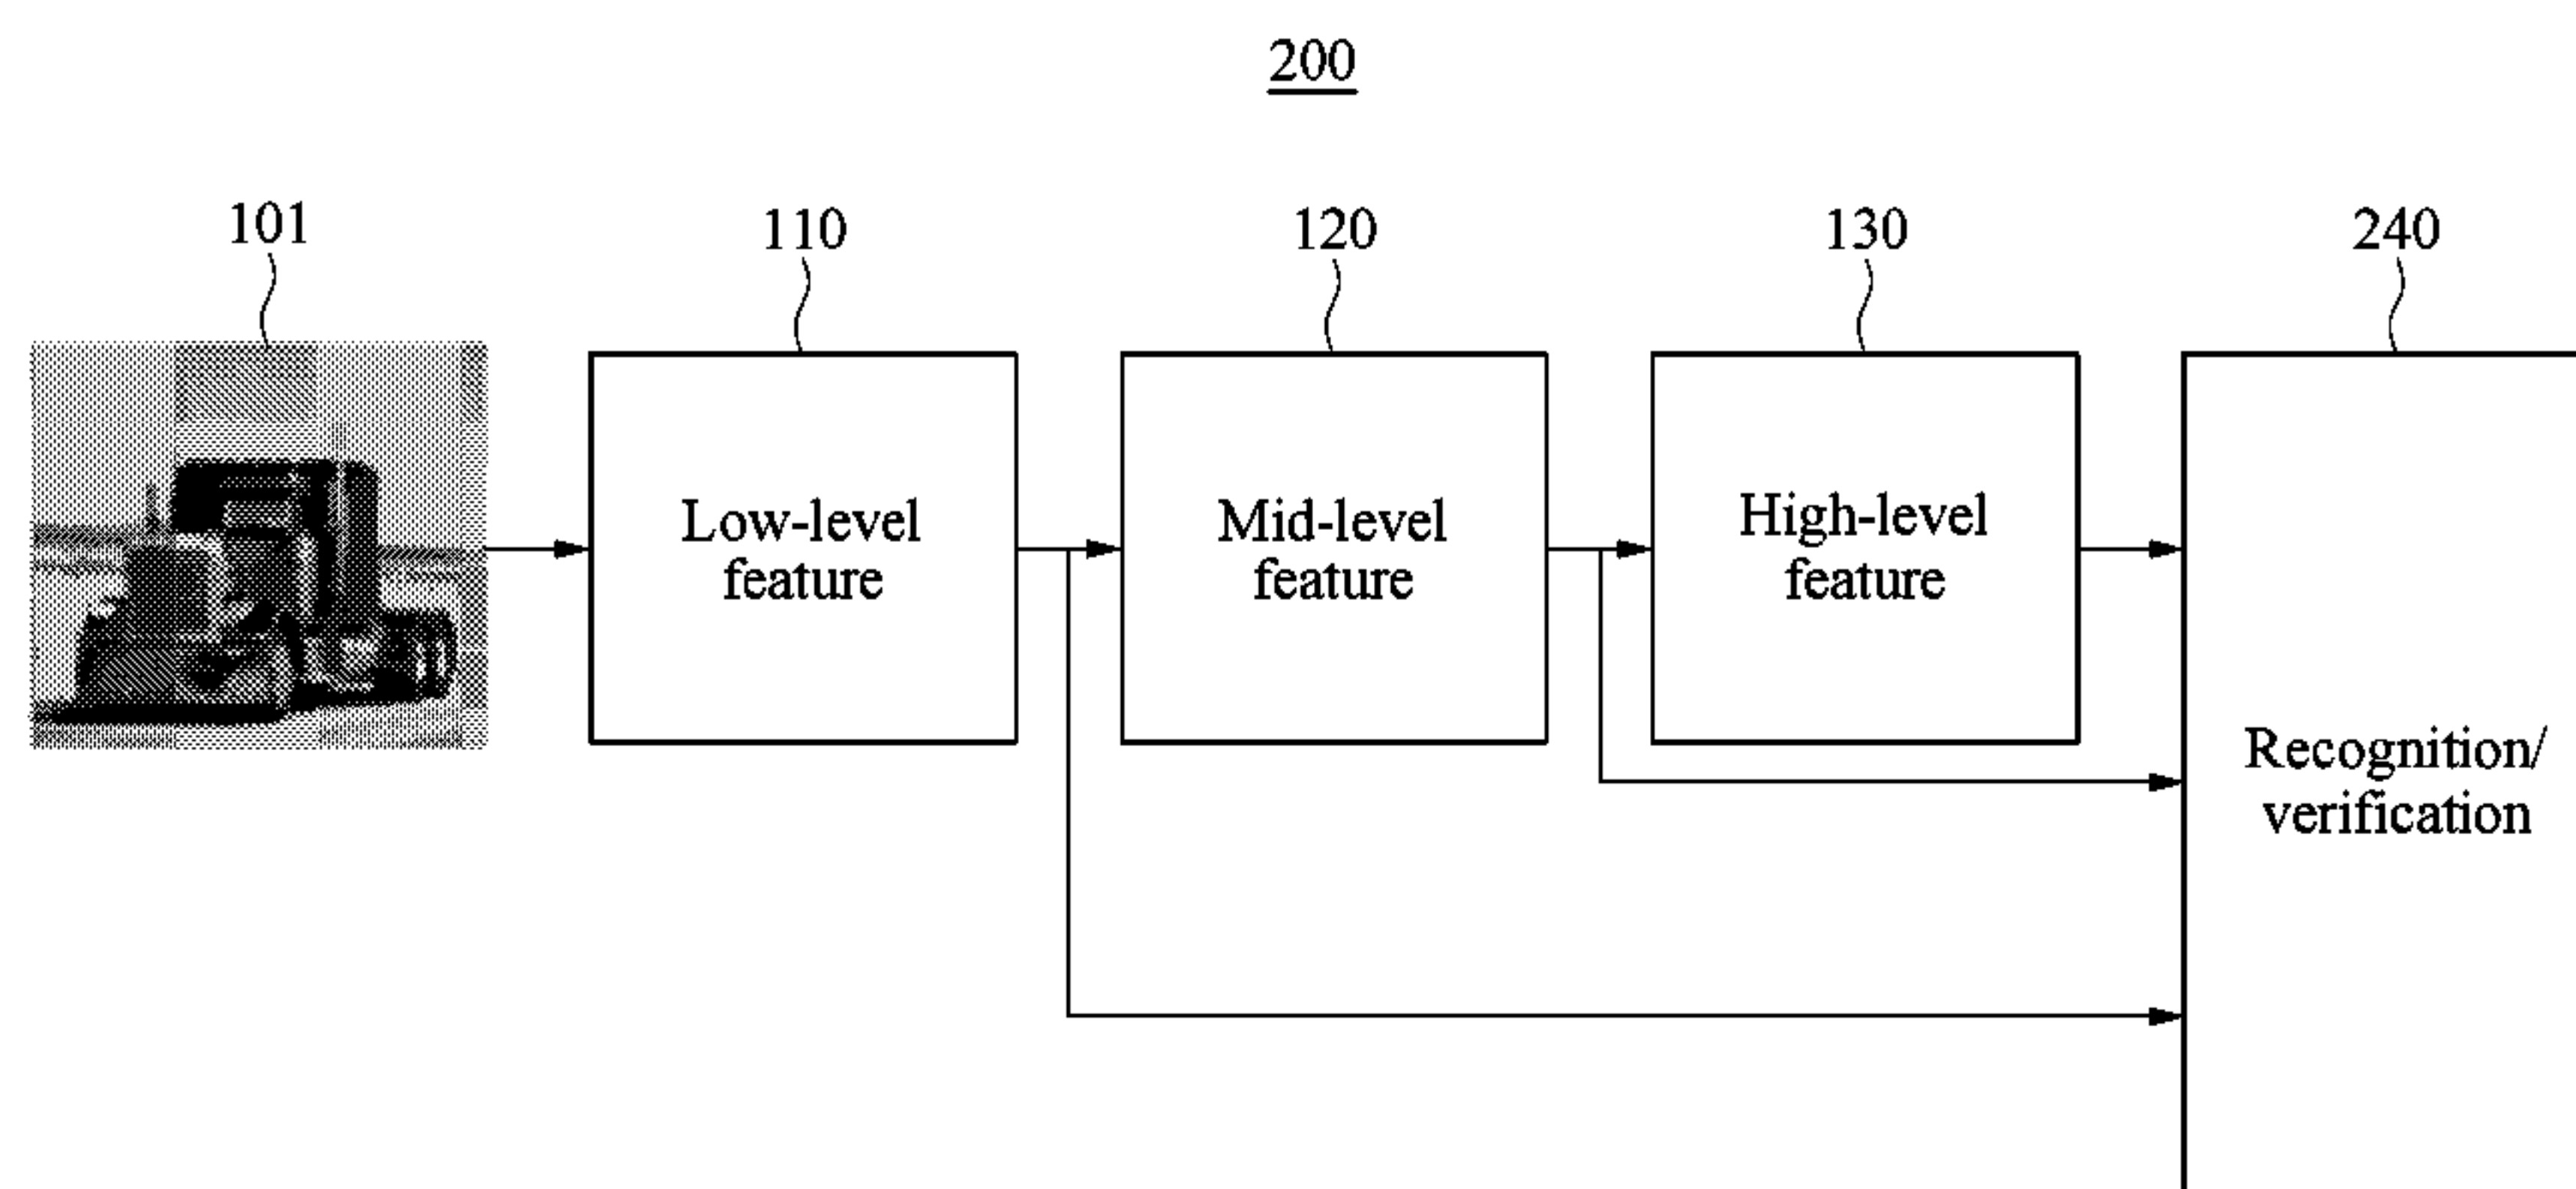 200
101
110
120
130
240
Low-level
feature
Mid-level
feature
High-level
feature
Recognition/
verification